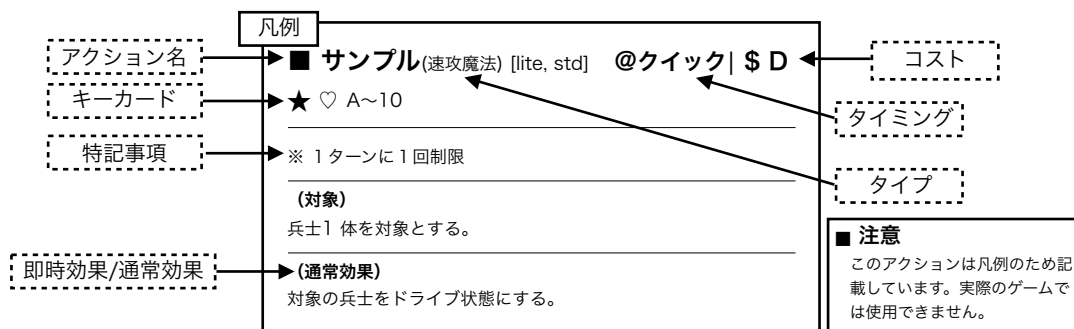 凡例
アクション名
■ サンプル(速攻魔法) [lite, std] @クイック| $ D
コスト
キーカード
★ ♡ A~10
タイミング
特記事項
※ 1ターンに1回制限
タイプ
(対象)
兵士1 体を対象とする。
■ 注意
即時効果/通常効果
(通常効果)
このアクションは凡例のため記
対象の兵士をドライブ状態にする。
載しています。実際のゲームで
は使用できません。